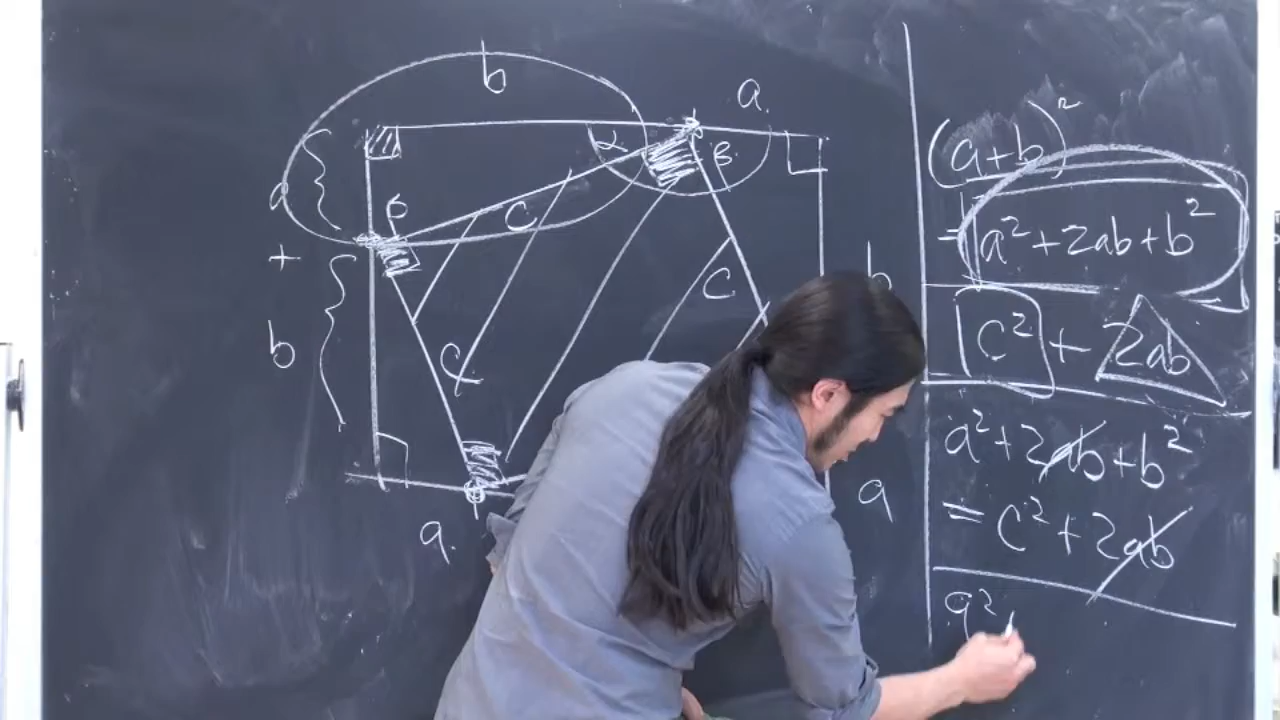 b
a
a
α
β
β
c
+
b
c
b
c
a
a
(a+b)²
= a²+2ab+b²
c² + 2ab
a²+2ab+b²
= c²+2ab
a²